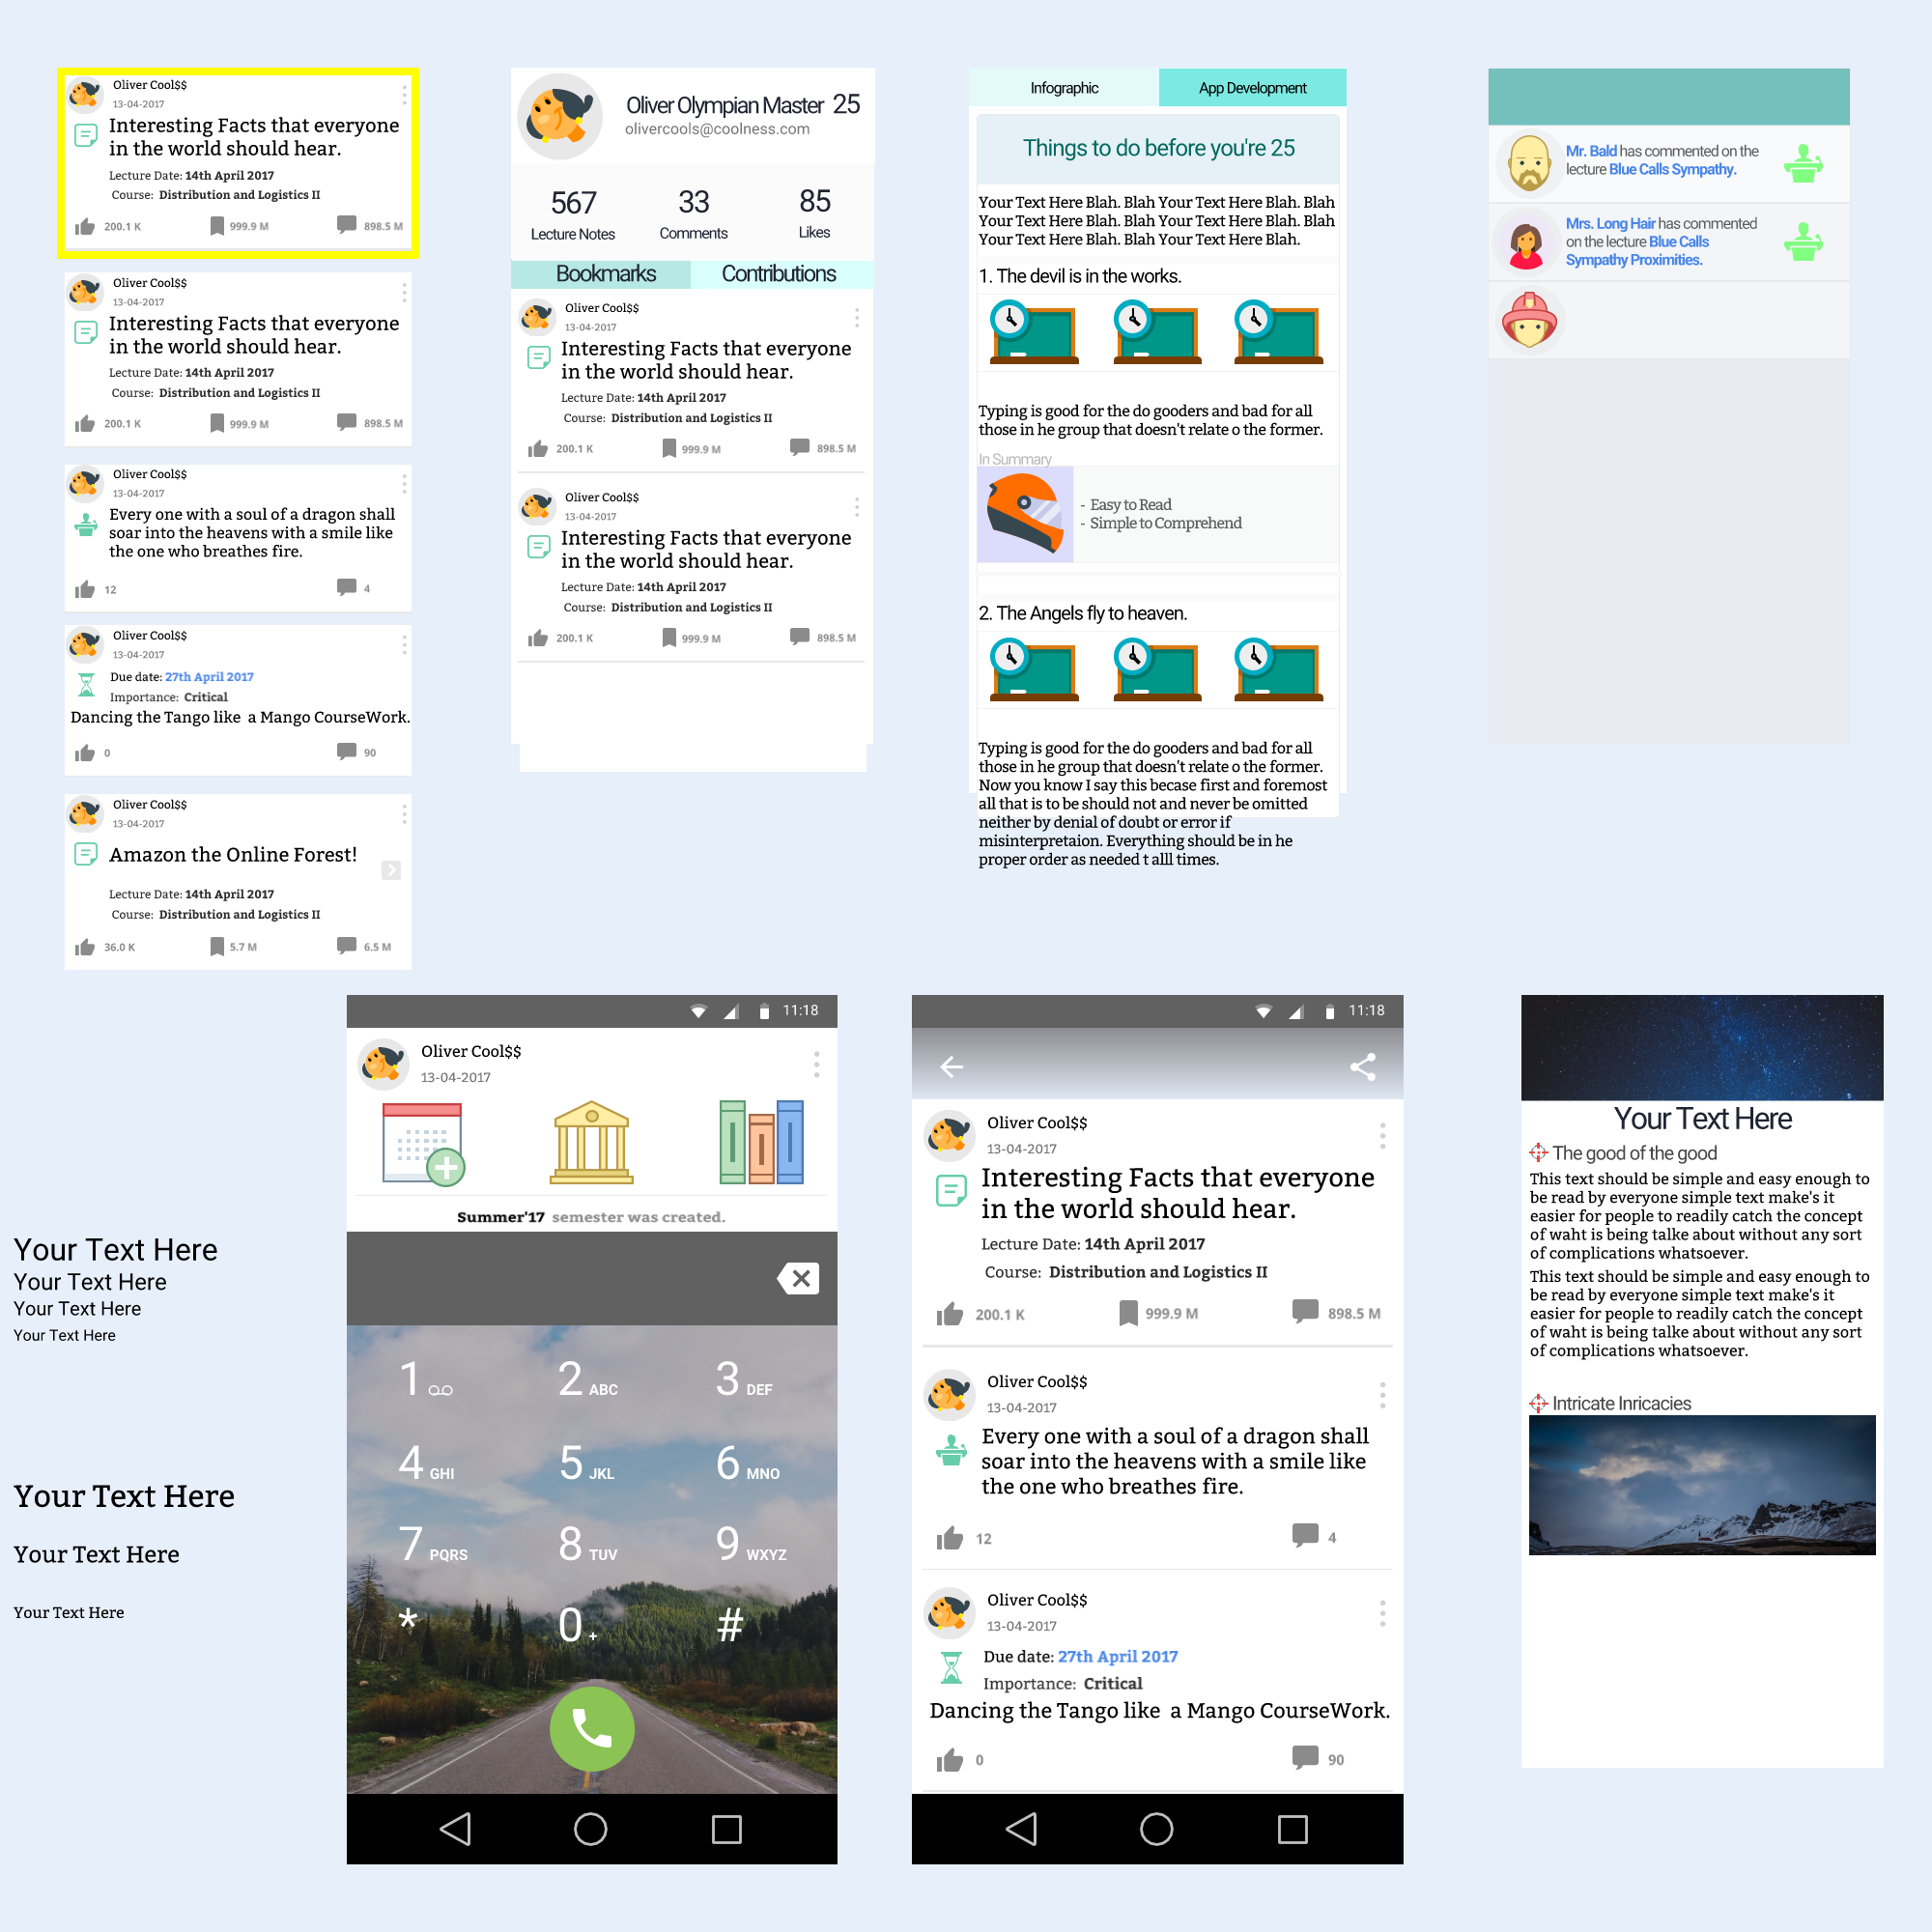 Oliver Cool$$
13-04-2017
Interesting Facts that everyone
in the world should hear.
Lecture Date: 14th April 2017
Course: Distribution and Logistics II
200.1 K 999.9 M 898.5 M
Oliver Cool$$
13-04-2017
Interesting Facts that everyone
in the world should hear.
Lecture Date: 14th April 2017
Course: Distribution and Logistics II
200.1 K 999.9 M 898.5 M
Oliver Cool$$
13-04-2017
Every one with a soul of a dragon shall
soar into the heavens with a smile like
the one who breathes fire.
12 4
Oliver Cool$$
13-04-2017
Due date: 27th April 2017
Importance: Critical
Dancing the Tango like a Mango CourseWork.
0 90
Oliver Cool$$
13-04-2017
Amazon the Online Forest!
Lecture Date: 14th April 2017
Course: Distribution and Logistics II
36.0 K 5.7 M 6.5 M
Oliver Olympian Master 25
olivercools@coolness.com
567 33 85
Lecture Notes Comments Likes
Bookmarks Contributions
Oliver Cool$$
13-04-2017
Interesting Facts that everyone
in the world should hear.
Lecture Date: 14th April 2017
Course: Distribution and Logistics II
200.1 K 999.9 M 898.5 M
Oliver Cool$$
13-04-2017
Interesting Facts that everyone
in the world should hear.
Lecture Date: 14th April 2017
Course: Distribution and Logistics II
200.1 K 999.9 M 898.5 M
Infographic App Development
Things to do before you're 25
Your Text Here Blah. Blah Your Text Here Blah. Blah
Your Text Here Blah. Blah Your Text Here Blah. Blah
Your Text Here Blah. Blah Your Text Here Blah.
1. The devil is in the works.
Typing is good for the do gooders and bad for all
those in he group that doesn't relate o the former.
In Summary
- Easy to Read
- Simple to Comprehend
2. The Angels fly to heaven.
Typing is good for the do gooders and bad for all
those in he group that doesn't relate o the former.
Now you know I say this becase first and foremost
all that is to be should not and never be omitted
neither by denial of doubt or error if
misinterpretaion. Everything should be in he
proper order as needed t alll times.
Mr. Bald has commented on the
lecture Blue Calls Sympathy.
Mrs. Long Hair has commented
on the lecture Blue Calls
Sympathy Proximities.
Your Text Here
Your Text Here
Your Text Here
Your Text Here
Your Text Here
Your Text Here
Your Text Here
11:18
Oliver Cool$$
13-04-2017
Summer'17 semester was created.
1 2 ABC 3 DEF
4 GHI 5 JKL 6 MNO
7 PQRS 8 TUV 9 WXYZ
* 0 + #
11:18
Oliver Cool$$
13-04-2017
Interesting Facts that everyone
in the world should hear.
Lecture Date: 14th April 2017
Course: Distribution and Logistics II
200.1 K 999.9 M 898.5 M
Oliver Cool$$
13-04-2017
Every one with a soul of a dragon shall
soar into the heavens with a smile like
the one who breathes fire.
12 4
Oliver Cool$$
13-04-2017
Due date: 27th April 2017
Importance: Critical
Dancing the Tango like a Mango CourseWork.
0 90
Your Text Here
The good of the good
This text should be simple and easy enough to
be read by everyone simple text make's it
easier for people to readily catch the concept
of waht is being talke about without any sort
of complications whatsoever.
This text should be simple and easy enough to
be read by everyone simple text make's it
easier for people to readily catch the concept
of waht is being talke about without any sort
of complications whatsoever.
Intricate Inricacies